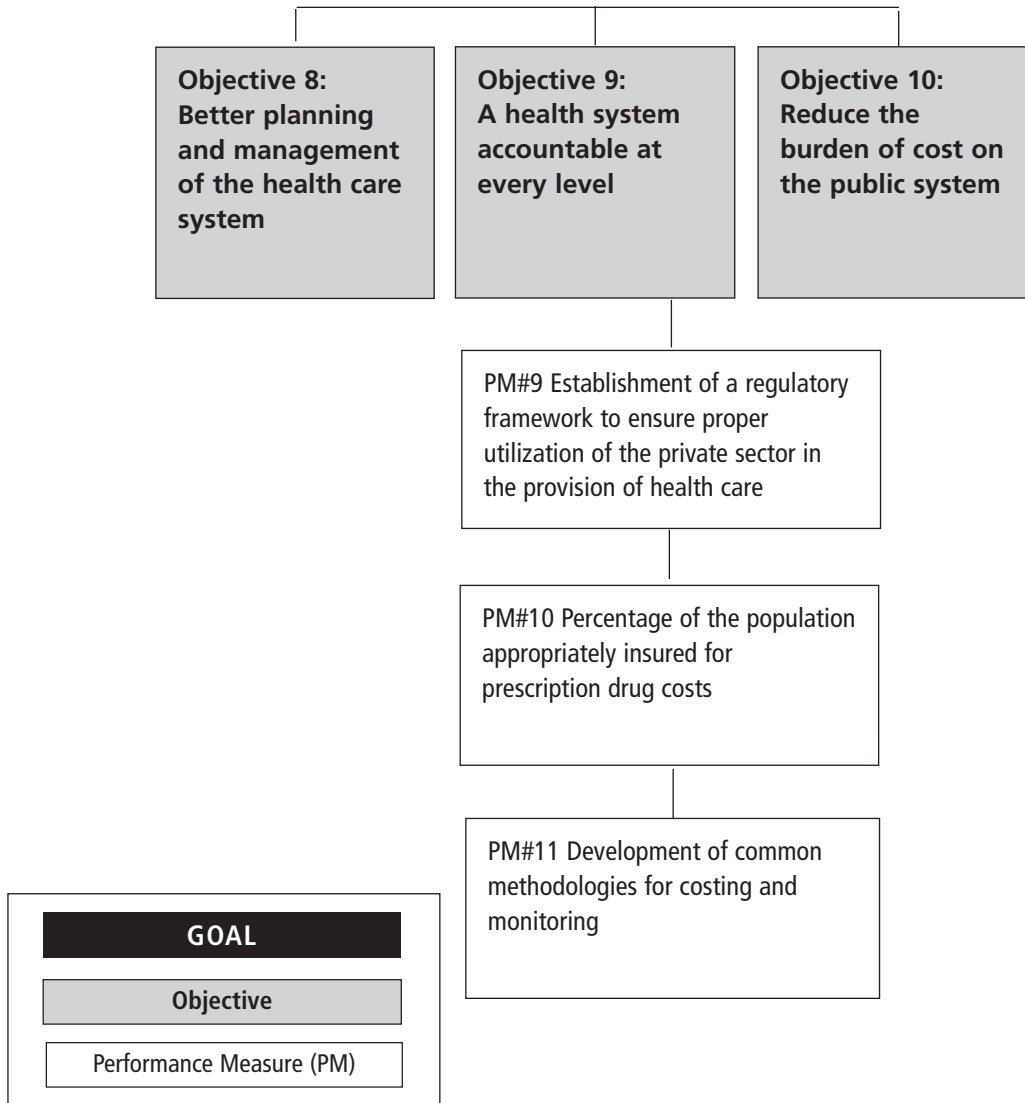 Objective 8:
Better planning
and management
of the health care
system
Objective 9:
A health system
accountable at
every level
Objective 10:
Reduce the
burden of cost on
the public system
PM#9 Establishment of a regulatory
framework to ensure proper
utilization of the private sector in
the provision of health care
PM#10 Percentage of the population
appropriately insured for
prescription drug costs
PM#11 Development of common
methodologies for costing and
monitoring
GOAL
Objective
Performance Measure (PM)